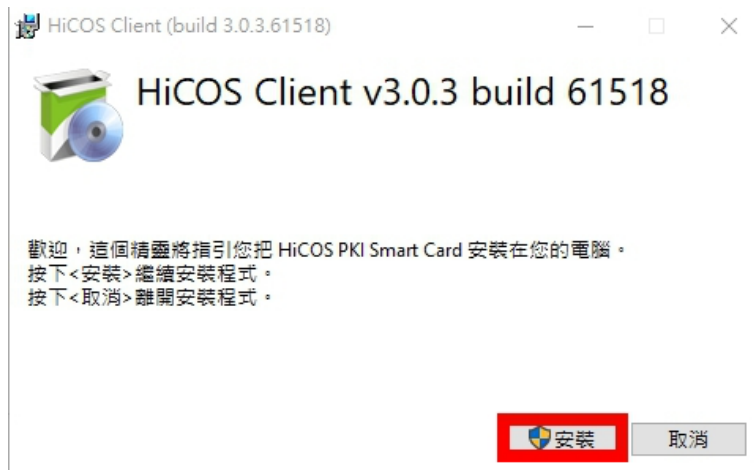 HiCOS Client (build 3.0.3.61518)
HiCOS Client v3.0.3 build 61518
歡迎，這個精靈將指引您把 HiCOS PKI Smart Card 安裝在您的電腦。
按下<安裝>繼續安裝程式。
按下<取消>離開安裝程式。
安裝
取消